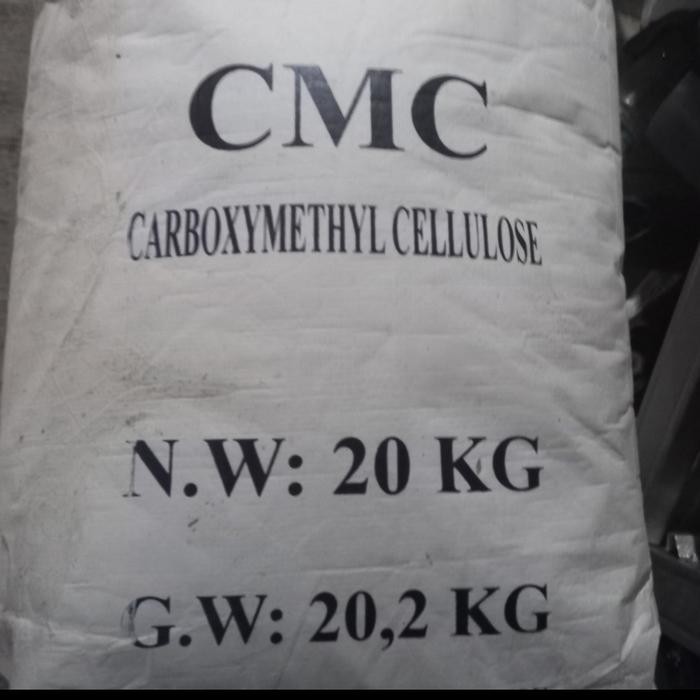 CMC
CARBOXYMETHYL CELLULOSE
N.W: 20 KG
G.W: 20,2 KG